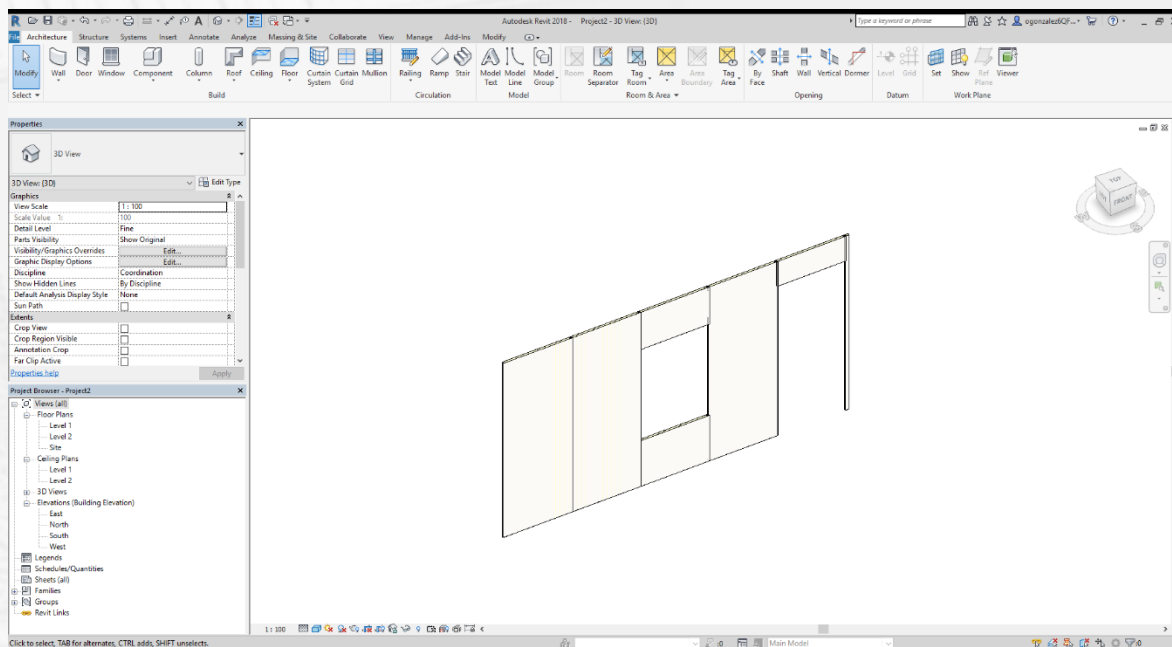 Autodesk Revit 2018 - Project2 - 3D View: {3D}
Type a keyword or phrase
ogonzalez6QF...
File Architecture Structure Systems Insert Annotate Analyze Massing & Site Collaborate View Manage Add-Ins Modify
Modify Wall Door Window Component Column Roof Ceiling Floor Curtain System Curtain Grid Mullion Railing Ramp Stair Model Text Model Line Model Group Room Room Separator Tag Room Area Area Boundary Tag Area By Face Shaft Wall Vertical Dormer Level Grid Set Show Ref Plane Viewer
Select Build Circulation Model Room & Area Opening Datum Work Plane
Properties
3D View
3D View: {3D} Edit Type
Graphics
View Scale 1 : 100
Scale Value 1: 100
Detail Level Fine
Parts Visibility Show Original
Visibility/Graphics Overrides Edit...
Graphic Display Options Edit...
Discipline Coordination
Show Hidden Lines By Discipline
Default Analysis Display Style None
Sun Path
Extents
Crop View
Crop Region Visible
Annotation Crop
Far Clip Active
Properties help Apply
Project Browser - Project2
Views (all)
Floor Plans
Level 1
Level 2
Site
Ceiling Plans
Level 1
Level 2
3D Views
Elevations (Building Elevation)
East
North
South
West
Legends
Schedules/Quantities
Sheets (all)
Families
Groups
Revit Links
TOP
FRONT
1 : 100
Click to select, TAB for alternates, CTRL adds, SHIFT unselects.
:0
Main Model
:0